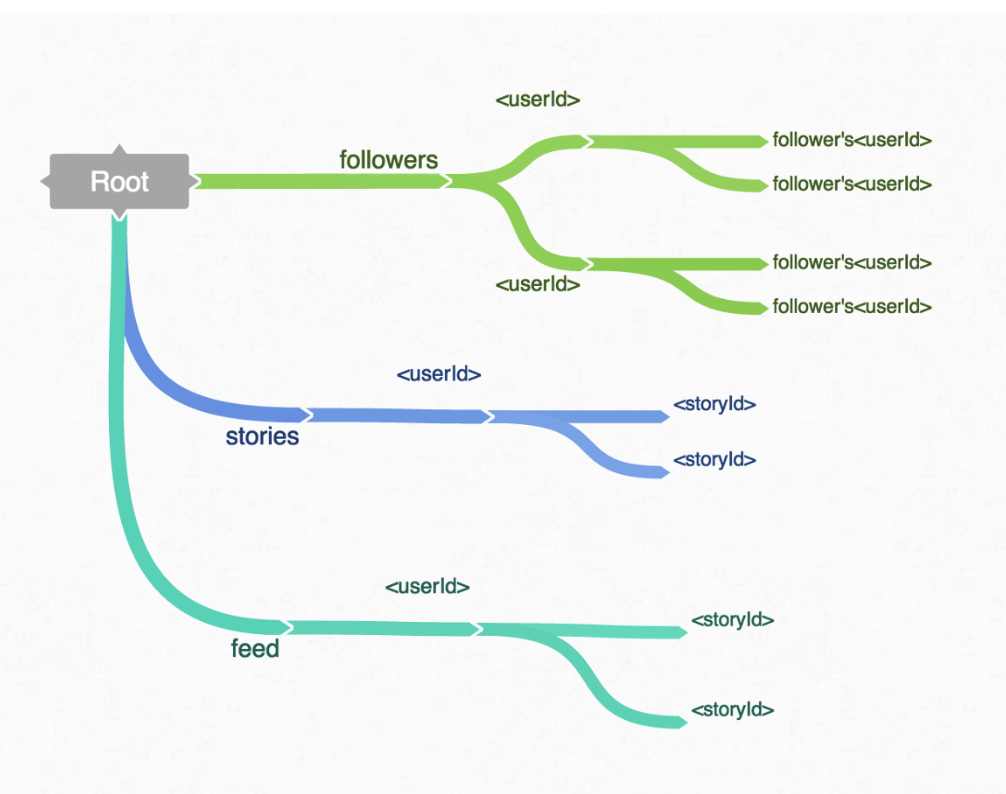 <userId>
followers
follower's<userId>
Root
follower's<userId>
follower's<userId>
<userId>
follower's<userId>
<userId>
<storyId>
stories
<storyId>
<userId>
<storyId>
feed
<storyId>